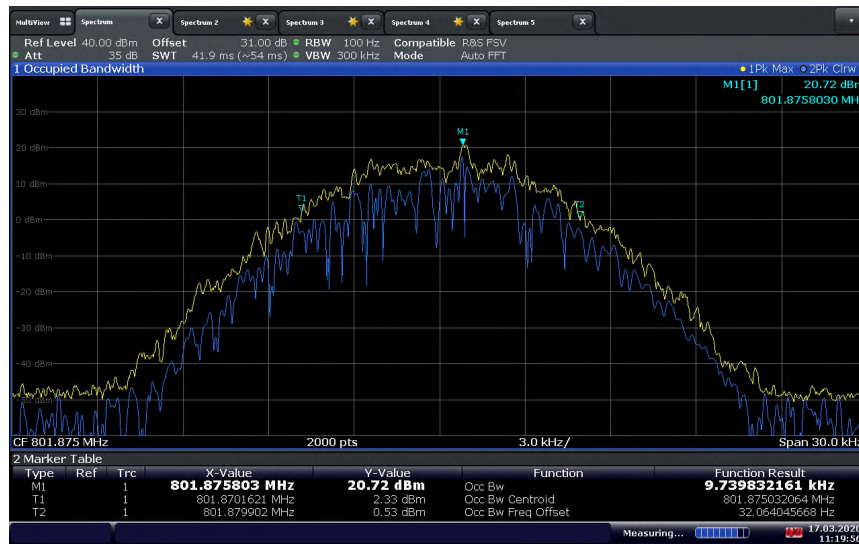 MultiView Spectrum X Spectrum 2 X Spectrum 3 X Spectrum 4 X Spectrum 5 X
Ref Level 40.00 dBm Offset 31.00 dB RBW 100 Hz Compatible R&S FSV
Att 35 dB SWT 41.9 ms (~54 ms) VBW 300 kHz Mode Auto FFT
1 Occupied Bandwidth 1Pk Max 2Pk Clrw
M1[1] 20.72 dBm
801.8758030 MH
30 dBm
M1
20 dBm
10 dBm
T1
T2
0 dBm
-10 dBm
-20 dBm
-30 dBm
-40 dBm
-50 dBm
CF 801.875 MHz 2000 pts 3.0 kHz/ Span 30.0 kHz
2 Marker Table
Type Ref Trc X-Value Y-Value Function Function Result
M1 1 801.875803 MHz 20.72 dBm Occ Bw 9.739832161 kHz
T1 1 801.8701621 MHz 2.33 dBm Occ Bw Centroid 801.875032064 MHz
T2 1 801.879902 MHz 0.53 dBm Occ Bw Freq Offset 32.064045668 Hz
Measuring... 17.03.2020
11:19:56